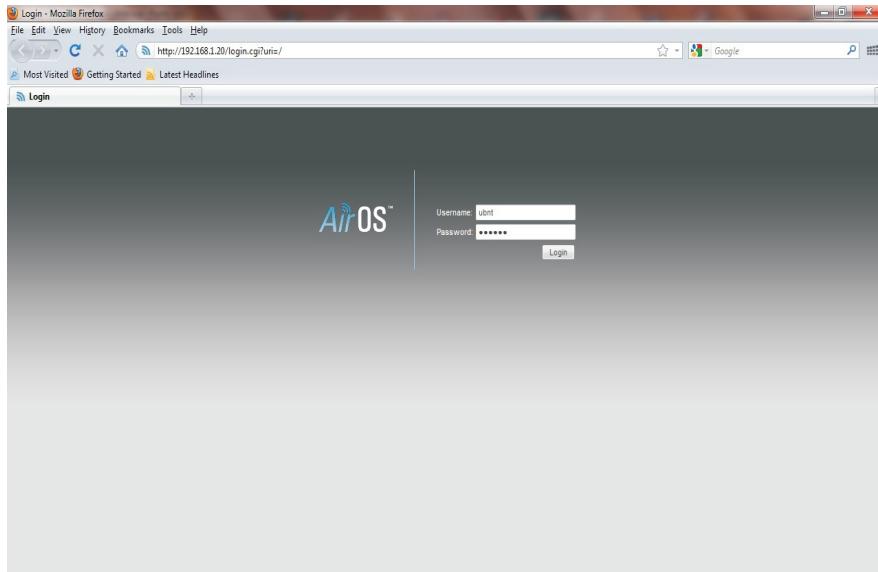 Login - Mozilla Firefox
File Edit View History Bookmarks Tools Help
http://192.168.1.20/login.cgi?uri=/
Google
Most Visited Getting Started Latest Headlines
Login
AirOS™
Username: ubnt
Password: ••••••
Login